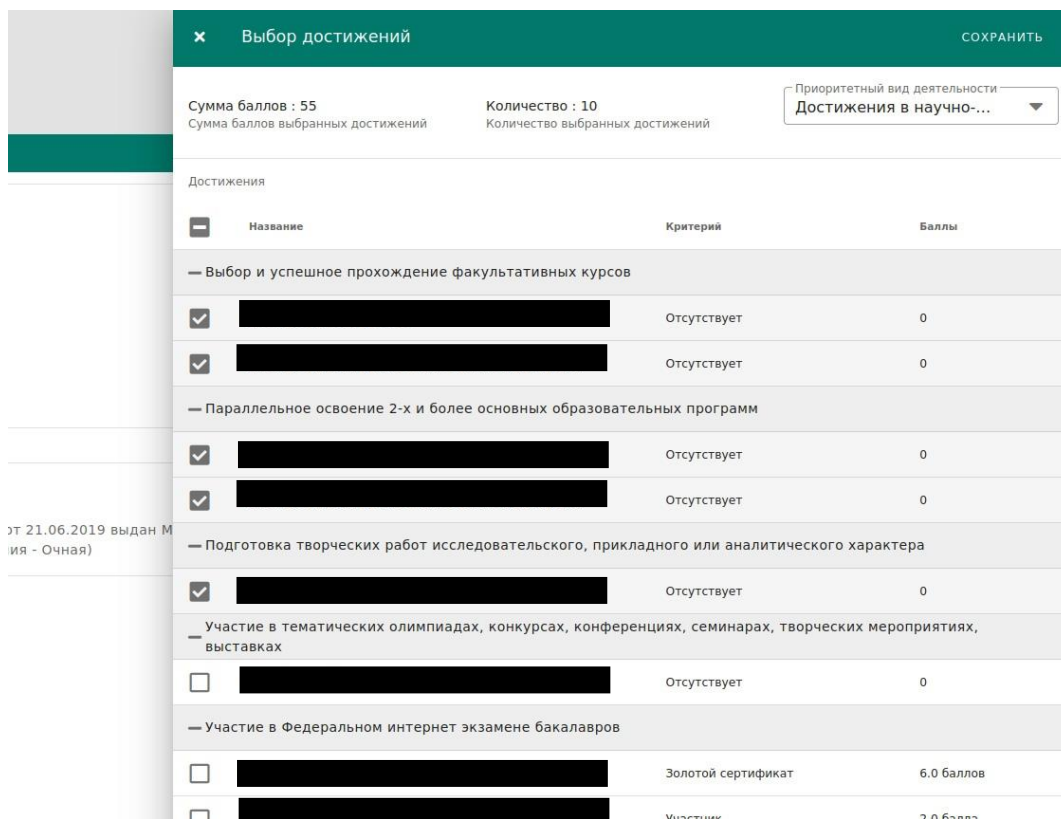 Выбор достижений
СОХРАНИТЬ
Сумма баллов : 55
Сумма баллов выбранных достижений
Количество : 10
Количество выбранных достижений
Приоритетный вид деятельности
Достижения в научно-...
Достижения
Название Критерий Баллы
Выбор и успешное прохождение факультативных курсов
Отсутствует 0
Отсутствует 0
Параллельное освоение 2-х и более основных образовательных программ
Отсутствует 0
Отсутствует 0
от 21.06.2019 выдан М
ия - Очная)
Подготовка творческих работ исследовательского, прикладного или аналитического характера
Отсутствует 0
Участие в тематических олимпиадах, конкурсах, конференциях, семинарах, творческих мероприятиях,
выставках
Отсутствует 0
Участие в Федеральном интернет экзамене бакалавров
Золотой сертификат 6.0 баллов
Участник 2.0 балла